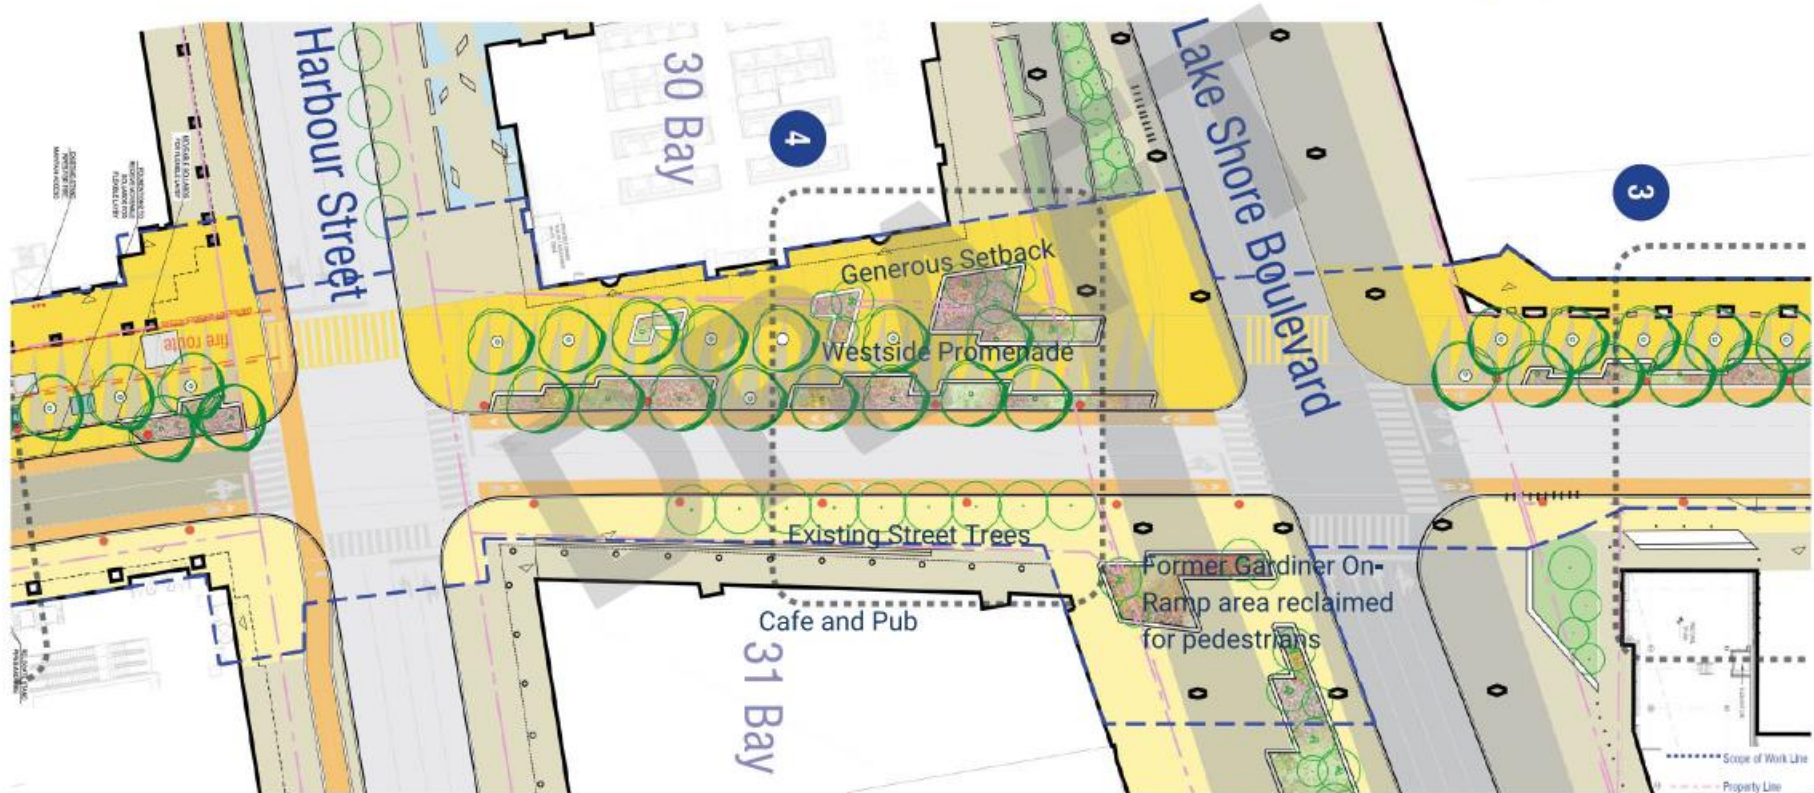 Harbour Street
30 Bay
4
Lake Shore Boulevard
3
Generous Setback
fire route
Westside Promenade
DRAFT
Existing Street Trees
Former Gardiner On-
Ramp area reclaimed
for pedestrians
Cafe and Pub
31 Bay
Scope of Work Line
Property Line